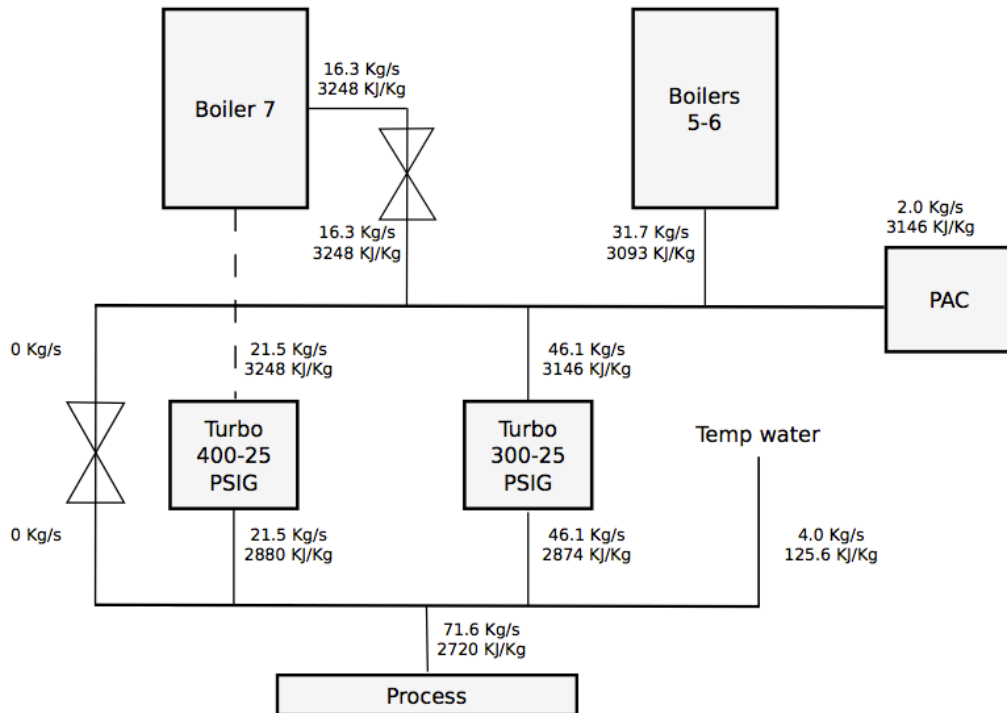 Boiler 7
16.3 Kg/s
3248 KJ/Kg
Boilers
5-6
16.3 Kg/s
3248 KJ/Kg
31.7 Kg/s
3093 KJ/Kg
2.0 Kg/s
3146 KJ/Kg
PAC
0 Kg/s
21.5 Kg/s
3248 KJ/Kg
46.1 Kg/s
3146 KJ/Kg
Turbo
400-25
PSIG
Turbo
300-25
PSIG
Temp water
0 Kg/s
21.5 Kg/s
2880 KJ/Kg
46.1 Kg/s
2874 KJ/Kg
4.0 Kg/s
125.6 KJ/Kg
71.6 Kg/s
2720 KJ/Kg
Process